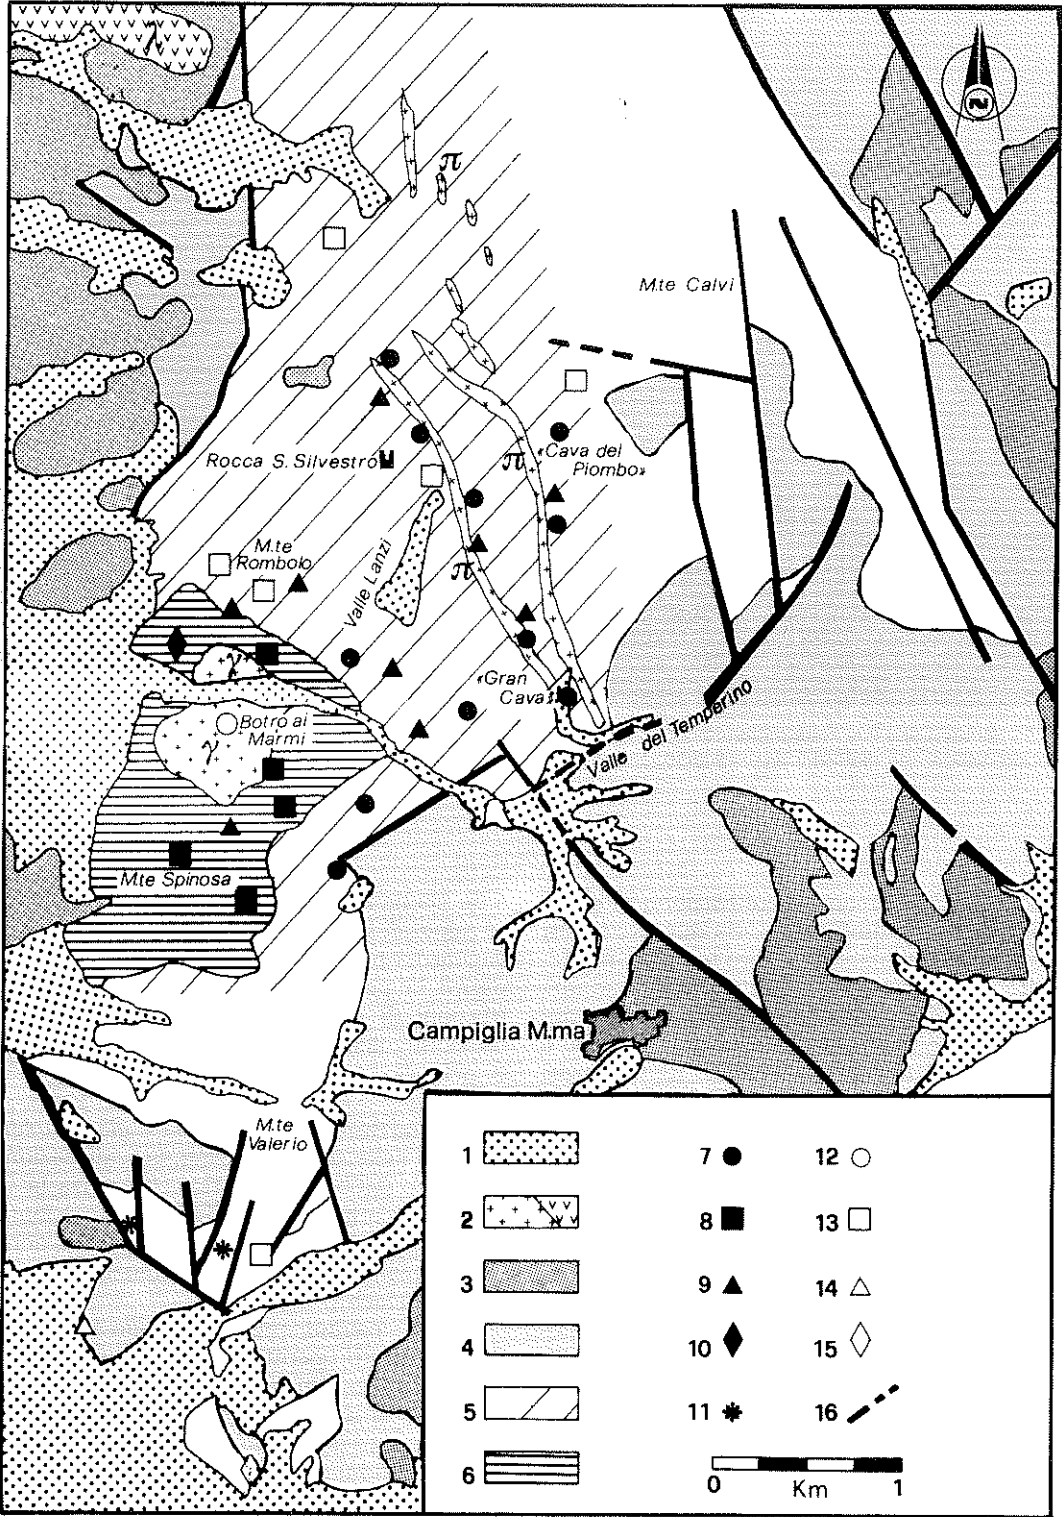 λ
N
π
M.te Calvi
Rocca S. Silvestro
π
«Cava del
Piombo»
M.te
Rombolo
Valle Lanzi
π
γ
«Gran
Cava»
Botro ai
Marmi
γ
Valle del Temperino
M.te Spinosa
Campiglia M.ma
M.te
Valerio
1
2
3
4
5
6
7
8
9
10
11
12
13
14
15
16
0 Km 1